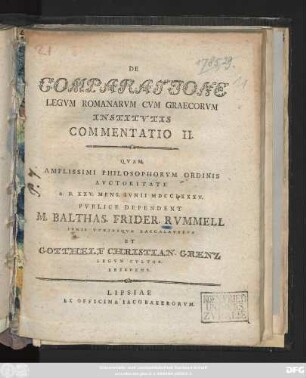 DE
COMPARATIONE
LEGVM ROMANARVM CVM GRAECORVM
INSTITVTIS
COMMENTATIO II.
QVAM
AMPLISSIMI PHILOSOPHORVM ORDINIS
AVCTORITATE
A. D. XXV. MENS. IVNII MDCCLXXXV.
PVBLICE DEFENDENT
M. BALTHAS. FRIDER. RVMMELL
IVRIS VTRIVSQVE BACCALAVREVS
ET
GOTTHELF CHRISTIAN. GRENZ
LEGVM CVLTOR
LIPSIAE
EX OFFICINA IACOBAEERORVM